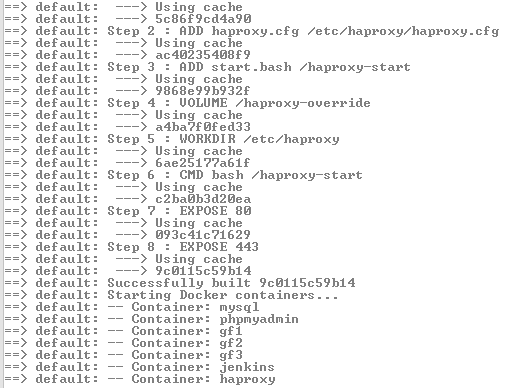 ==> default:  ---> Using cache
==> default:  ---> 5c86f9cd4a90
==> default: Step 2 : ADD haproxy.cfg /etc/haproxy/haproxy.cfg
==> default:  ---> Using cache
==> default:  ---> ac40235408f9
==> default: Step 3 : ADD start.bash /haproxy-start
==> default:  ---> Using cache
==> default:  ---> 9868e99b932f
==> default: Step 4 : VOLUME /haproxy-override
==> default:  ---> Using cache
==> default:  ---> a4ba7f0fed33
==> default: Step 5 : WORKDIR /etc/haproxy
==> default:  ---> Using cache
==> default:  ---> 6ae25177a61f
==> default: Step 6 : CMD bash /haproxy-start
==> default:  ---> Using cache
==> default:  ---> c2ba0b3d20ea
==> default: Step 7 : EXPOSE 80
==> default:  ---> Using cache
==> default:  ---> 093c41c71629
==> default: Step 8 : EXPOSE 443
==> default:  ---> Using cache
==> default:  ---> 9c0115c59b14
==> default: Successfully built 9c0115c59b14
==> default: Starting Docker containers...
==> default: -- Container: mysql
==> default: -- Container: phpmyadmin
==> default: -- Container: gf1
==> default: -- Container: gf2
==> default: -- Container: gf3
==> default: -- Container: jenkins
==> default: -- Container: haproxy